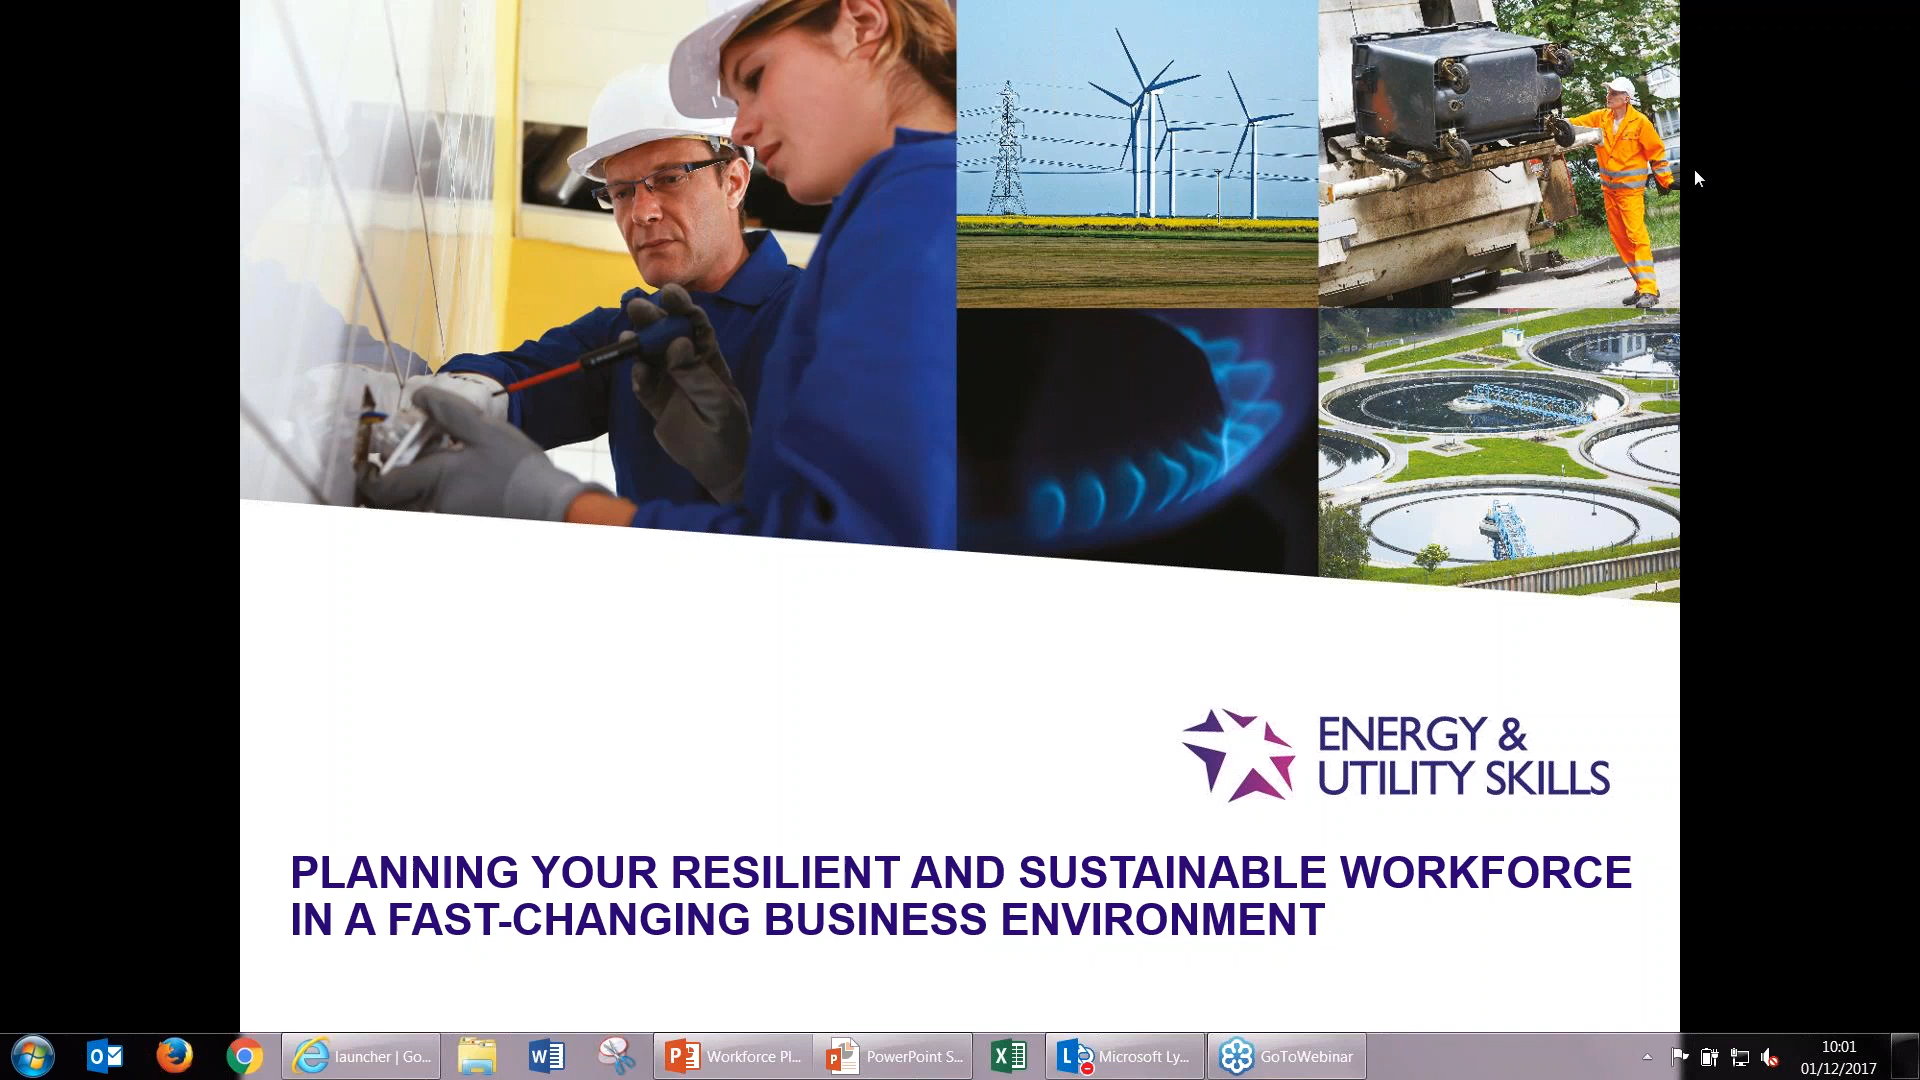 ENERGY &
UTILITY SKILLS
PLANNING YOUR RESILIENT AND SUSTAINABLE WORKFORCE
IN A FAST-CHANGING BUSINESS ENVIRONMENT
launcher | Go...
Workforce Pl...
PowerPoint S...
Microsoft Ly...
GoToWebinar
10:01
01/12/2017